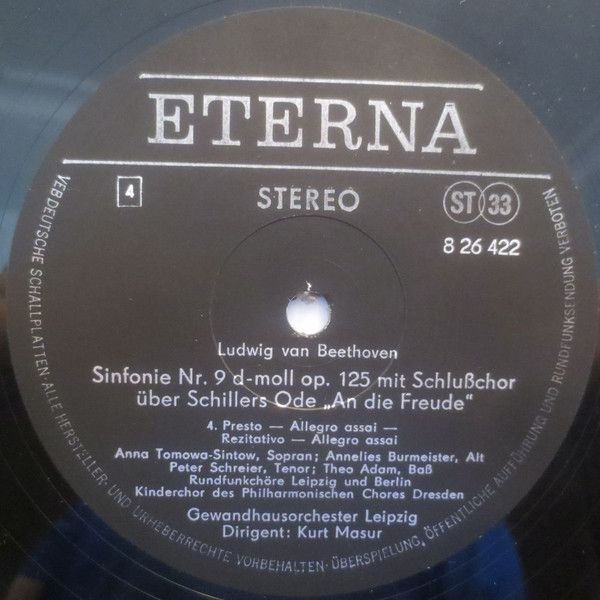 ETERNA
4
STEREO
ST 33
8 26 422
Ludwig van Beethoven
Sinfonie Nr. 9 d-moll op. 125 mit Schlußchor
über Schillers Ode „An die Freude“
4. Presto — Allegro assai —
Rezitativo — Allegro assai
Anna Tomowa-Sintow, Sopran; Annelies Burmeister, Alt
Peter Schreier, Tenor; Theo Adam, Baß
Rundfunkchöre Leipzig und Berlin
Kinderchor des Philharmonischen Chores Dresden
Gewandhausorchester Leipzig
Dirigent: Kurt Masur
VEB DEUTSCHE SCHALLPLATTEN ALLE HERSTELLER- UND URHEBERRECHTE VORBEHALTEN · ÜBERSPIELUNG, ÖFFENTLICHE AUFFÜHRUNG UND RUNDFUNKSENDUNG VERBOTEN